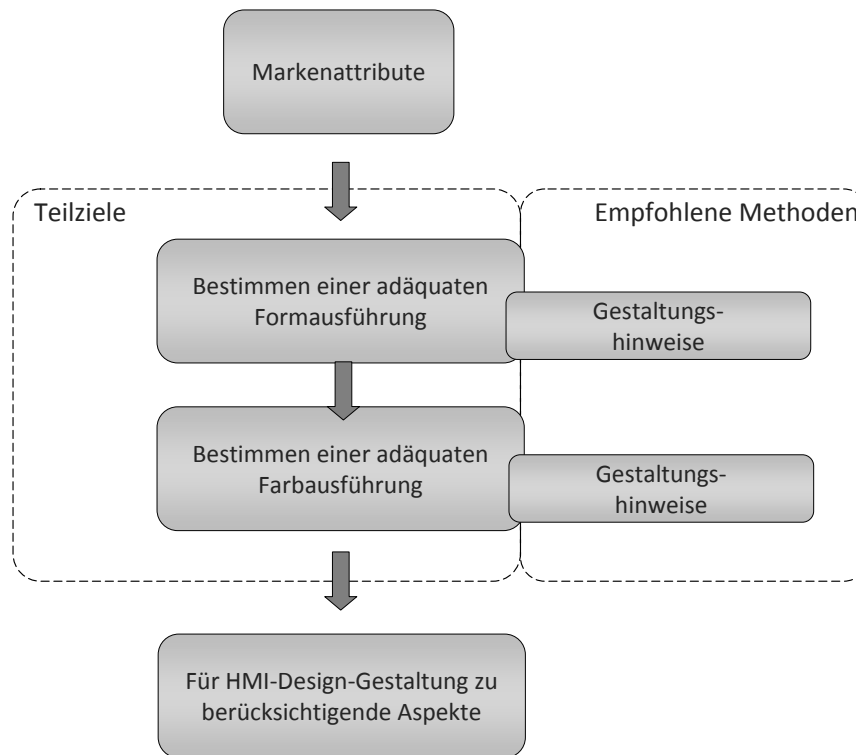 Markenattribute
Teilziele
Empfohlene Methoden
Bestimmen einer adäquaten
Formausführung
Gestaltungs-
hinweise
Bestimmen einer adäquaten
Farbausführung
Gestaltungs-
hinweise
Für HMI-Design-Gestaltung zu
berücksichtigende Aspekte